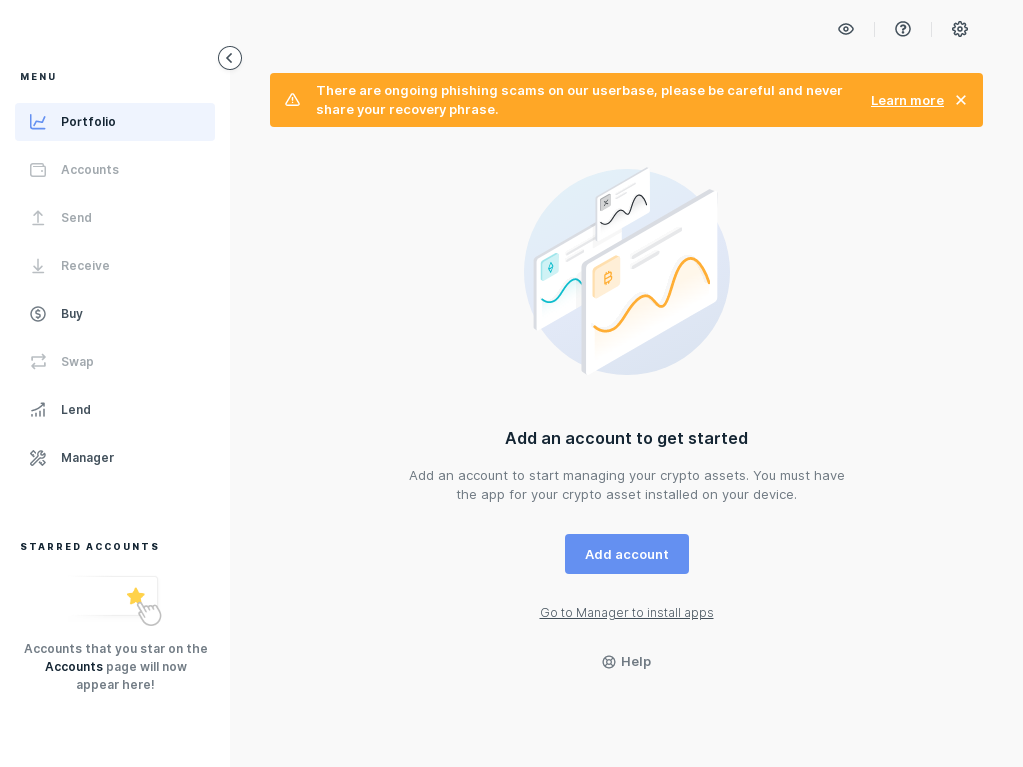 MENU
Portfolio
Accounts
Send
Receive
Buy
Swap
Lend
Manager
STARRED ACCOUNTS
Accounts that you star on the
Accounts page will now
appear here!
There are ongoing phishing scams on our userbase, please be careful and never
share your recovery phrase.
Learn more
Add an account to get started
Add an account to start managing your crypto assets. You must have
the app for your crypto asset installed on your device.
Add account
Go to Manager to install apps
Help